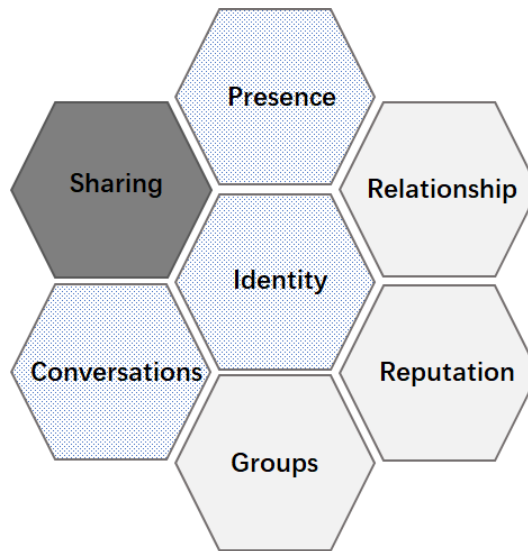 Presence
Sharing
Relationship
Identity
Conversations
Reputation
Groups